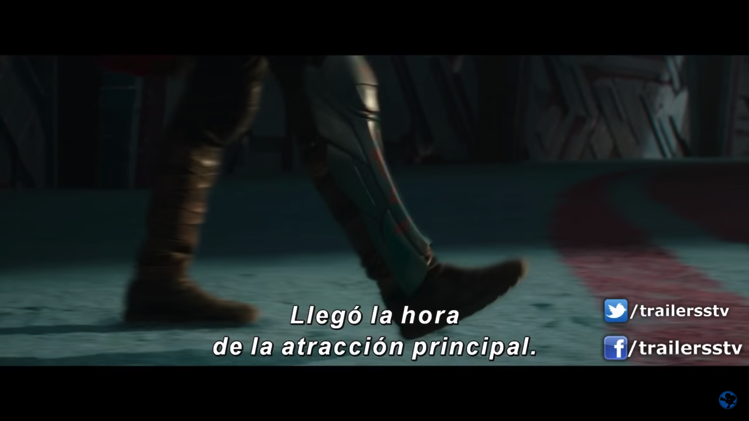 Llegó la hora
de la atracción principal.
/trailersstv
/trailersstv